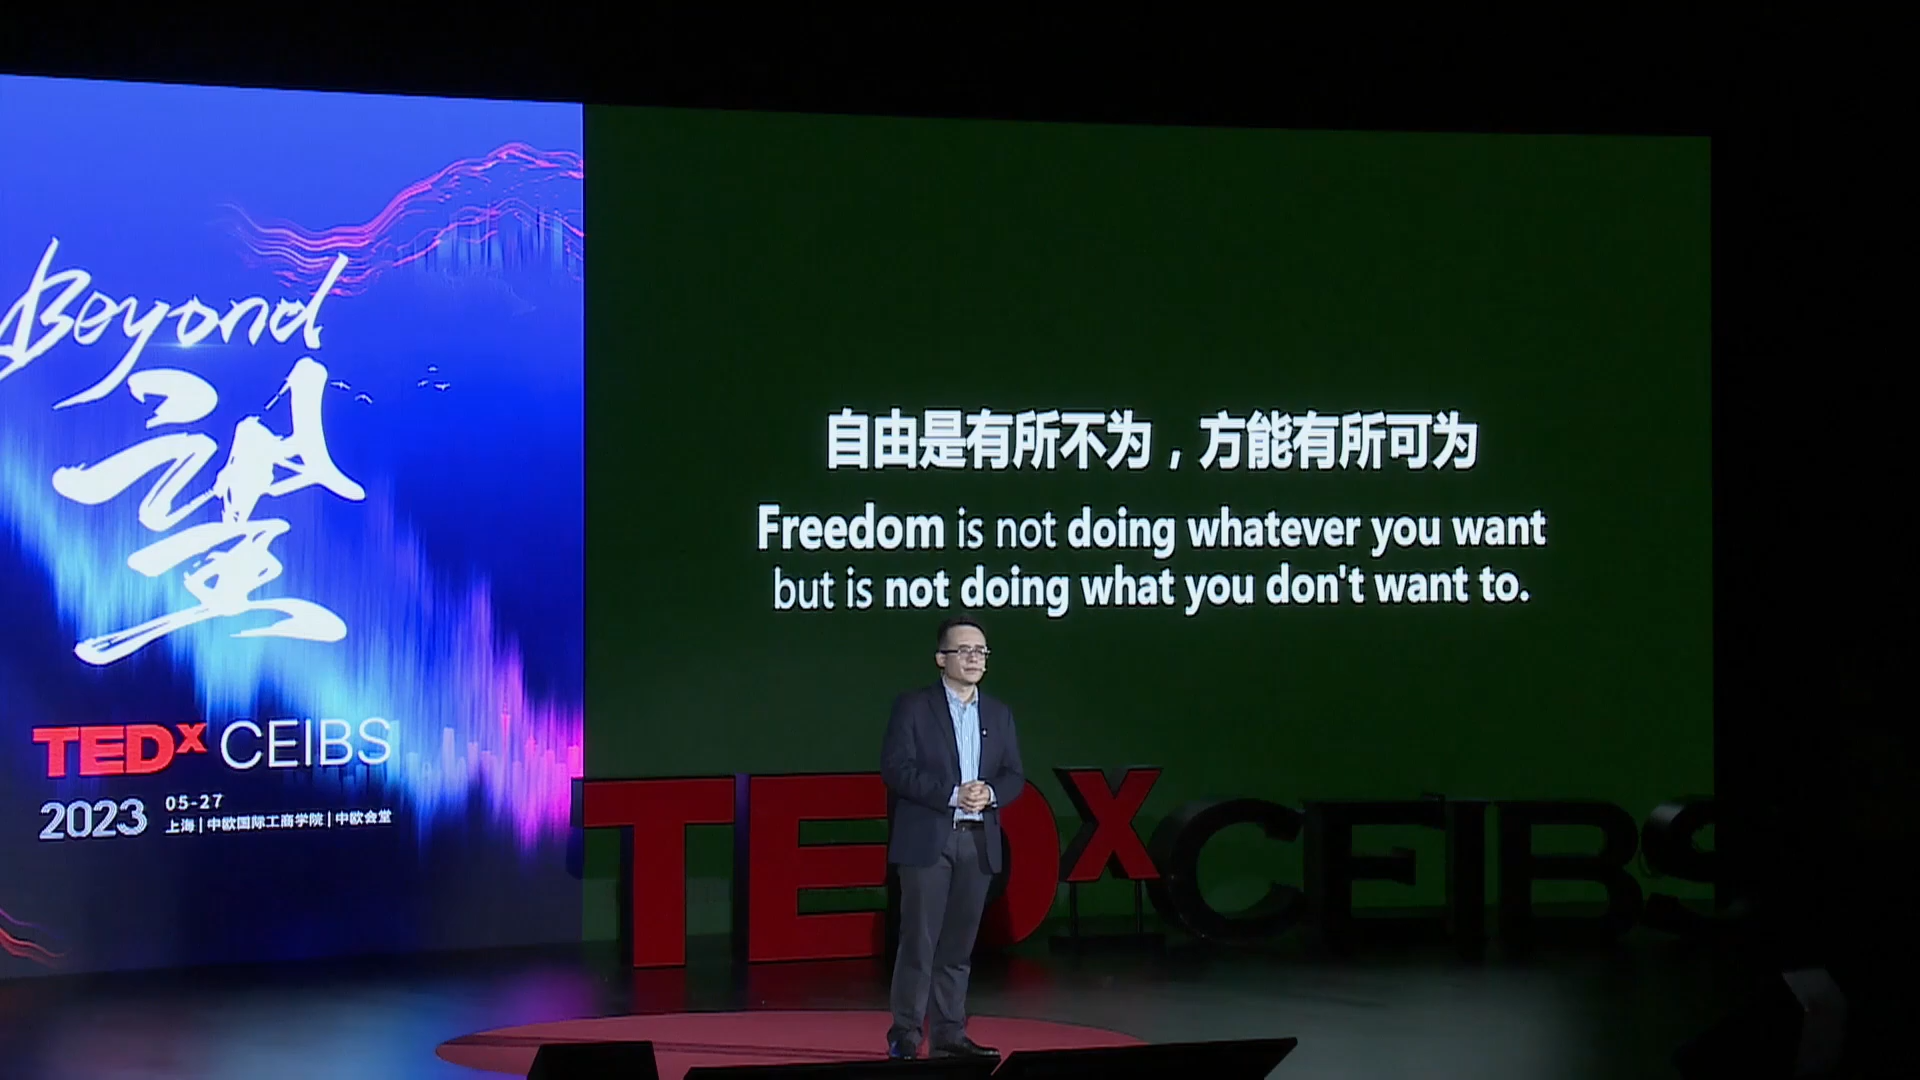 Beyond
望
TEDx CEIBS
2023
05-27
上海 | 中欧国际工商学院 | 中欧会堂
自由是有所不为，方能有所可为
Freedom is not doing whatever you want
but is not doing what you don't want to.
TEDx CEIBS